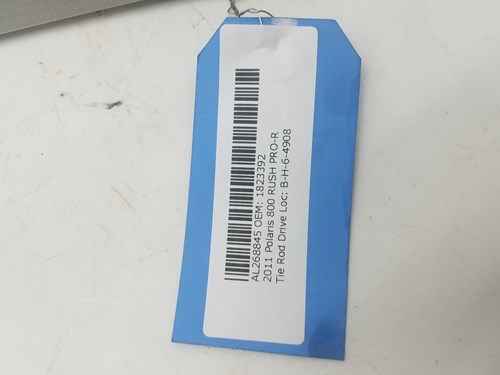 AL268845 OEM: 1823392
2011 Polaris 800 RUSH PRO-R
Tie Rod Drive Loc: B-H-6-4908